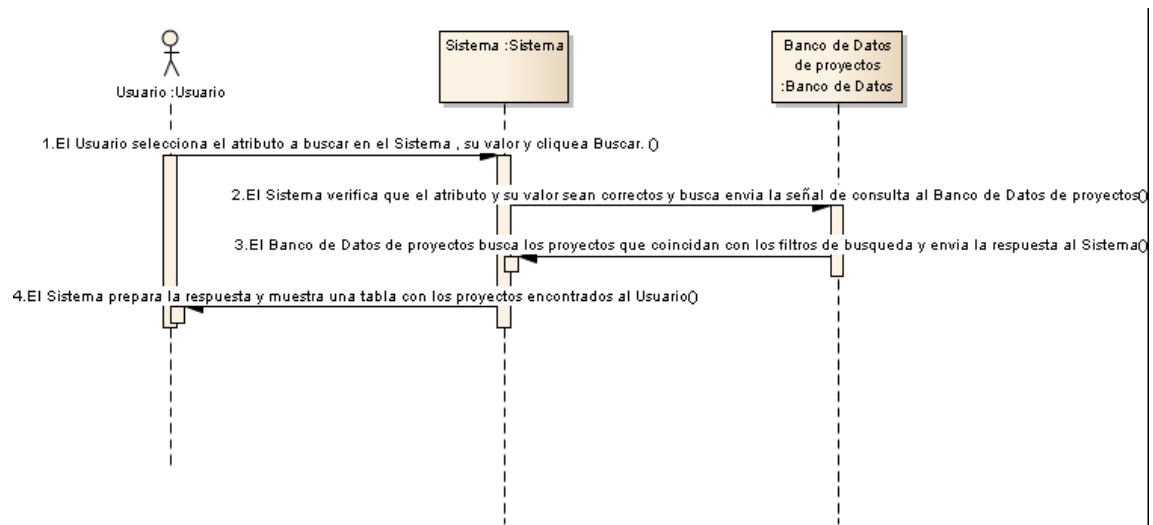 Usuario :Usuario
Sistema :Sistema
Banco de Datos
de proyectos
:Banco de Datos
1.El Usuario selecciona el atributo a buscar en el Sistema , su valor y cliquea Buscar. ()
2.El Sistema verifica que el atributo y su valor sean correctos y busca envia la señal de consulta al Banco de Datos de proyectos()
3.El Banco de Datos de proyectos busca los proyectos que coincidan con los filtros de busqueda y envia la respuesta al Sistema()
4.El Sistema prepara la respuesta y muestra una tabla con los proyectos encontrados al Usuario()